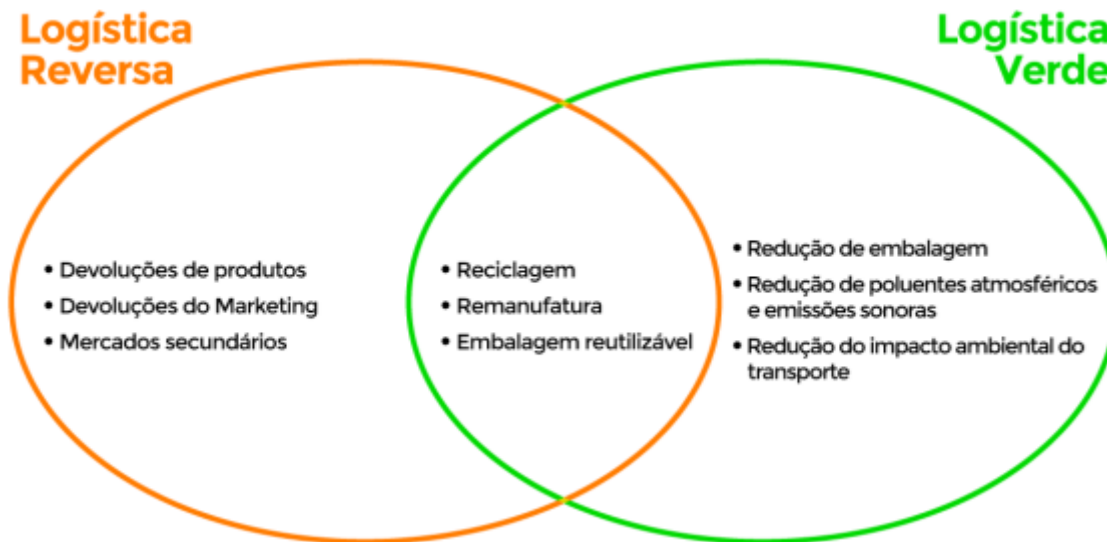 Logística
Reversa
Logística
Verde
• Devoluções de produtos
• Devoluções do Marketing
• Mercados secundários
• Reciclagem
• Remanufatura
• Embalagem reutilizável
• Redução de embalagem
• Redução de poluentes atmosféricos
e emissões sonoras
• Redução do impacto ambiental do
transporte